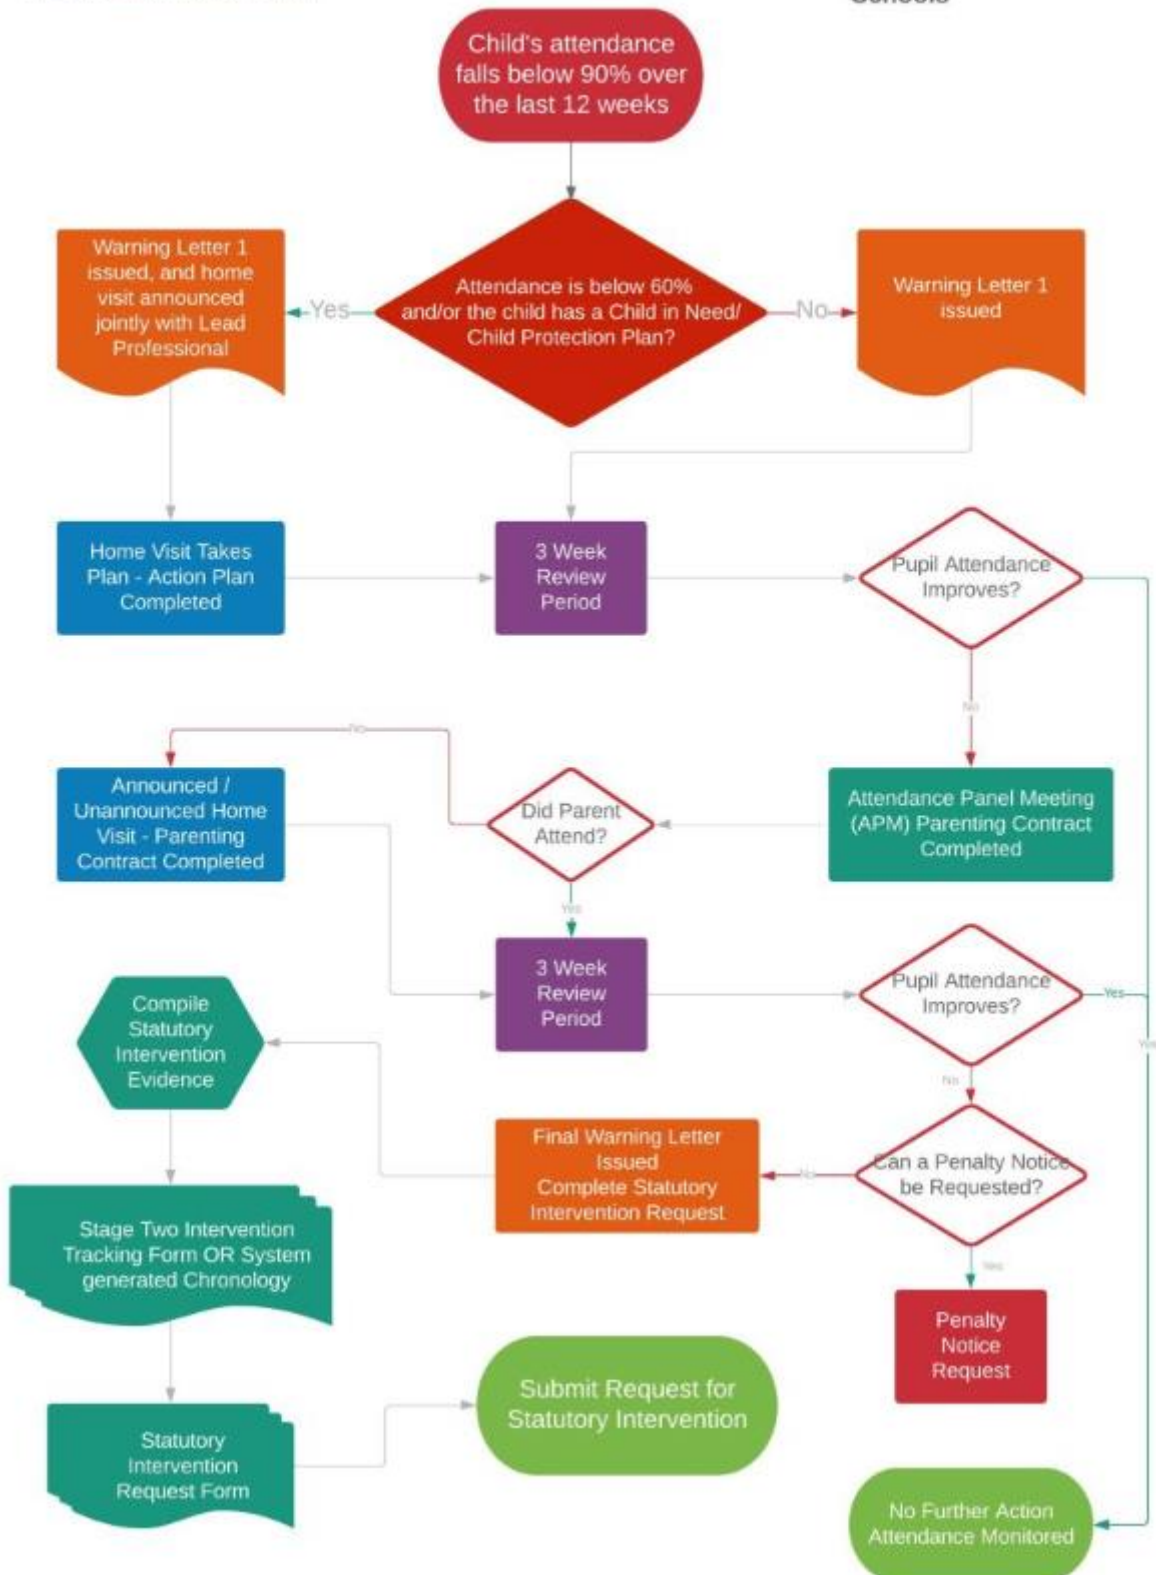 Schools
Child's attendance
falls below 90% over
the last 12 weeks
Warning Letter 1
issued, and home
visit announced
jointly with Lead
Professional
Yes
Attendance is below 60%
and/or the child has a Child in Need/
Child Protection Plan?
No
Warning Letter 1
issued
Home Visit Takes
Plan - Action Plan
Completed
3 Week
Review
Period
Pupil Attendance
Improves?
No
No
Announced /
Unannounced Home
Visit - Parenting
Contract Completed
Did Parent
Attend?
Attendance Panel Meeting
(APM) Parenting Contract
Completed
Yes
3 Week
Review
Period
Pupil Attendance
Improves?
Yes
Yes
Compile
Statutory
Intervention
Evidence
No
Final Warning Letter
Issued
Complete Statutory
Intervention Request
No
Can a Penalty Notice
be Requested?
Yes
Stage Two Intervention
Tracking Form OR System
generated Chronology
Penalty
Notice
Request
Submit Request for
Statutory Intervention
Statutory
Intervention
Request Form
No Further Action
Attendance Monitored